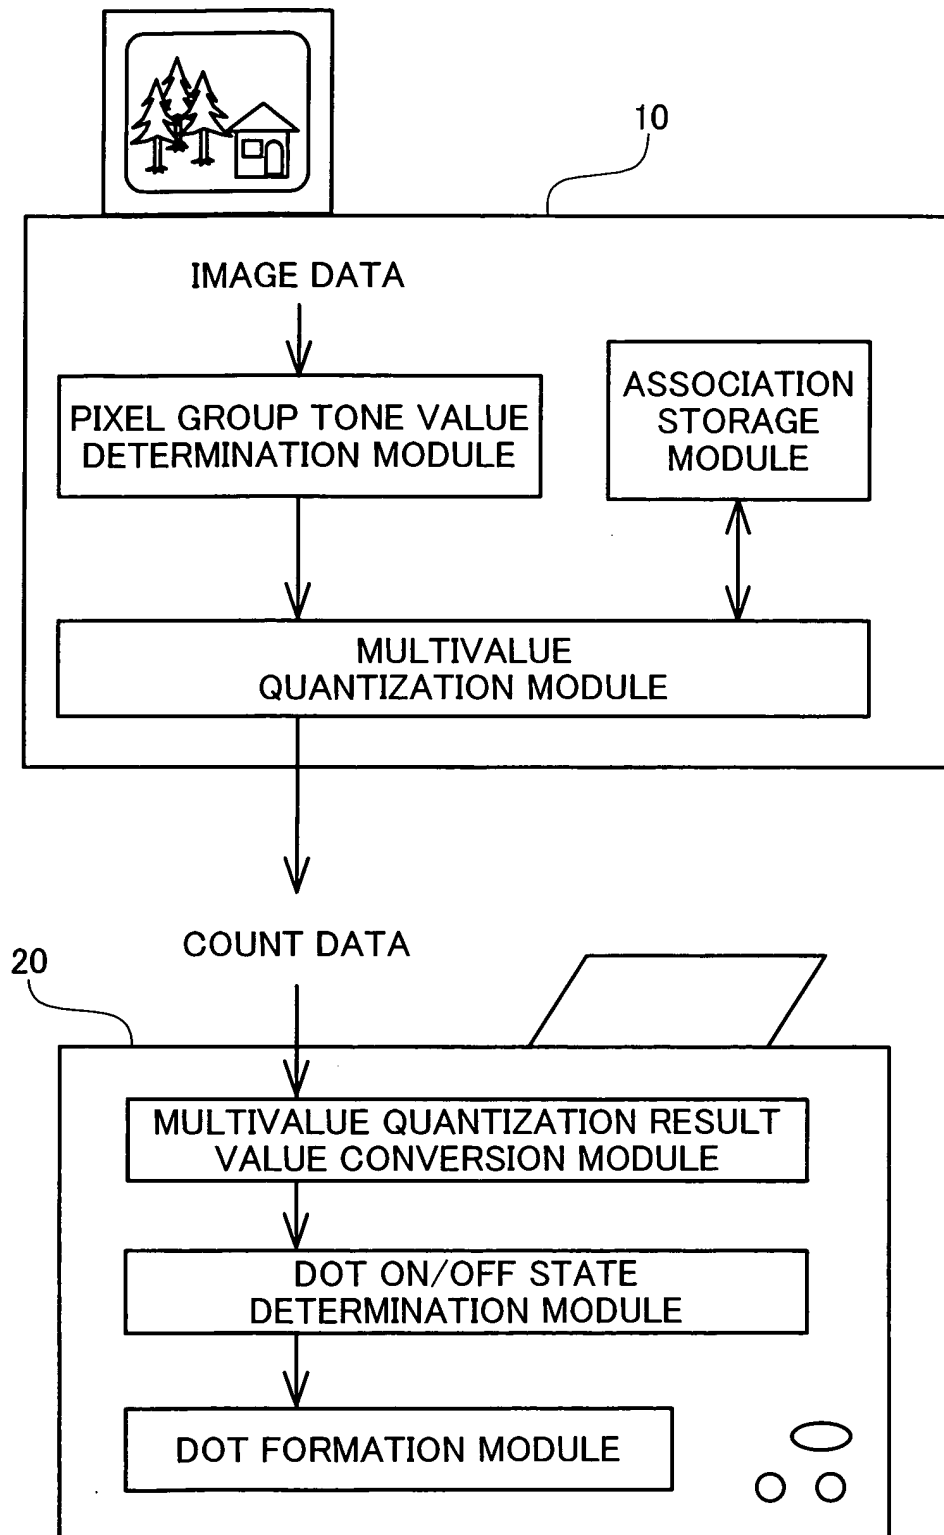 10
IMAGE DATA
PIXEL GROUP TONE VALUE
DETERMINATION MODULE
ASSOCIATION
STORAGE
MODULE
MULTIVALUE
QUANTIZATION MODULE
COUNT DATA
20
MULTIVALUE QUANTIZATION RESULT
VALUE CONVERSION MODULE
DOT ON/OFF STATE
DETERMINATION MODULE
DOT FORMATION MODULE